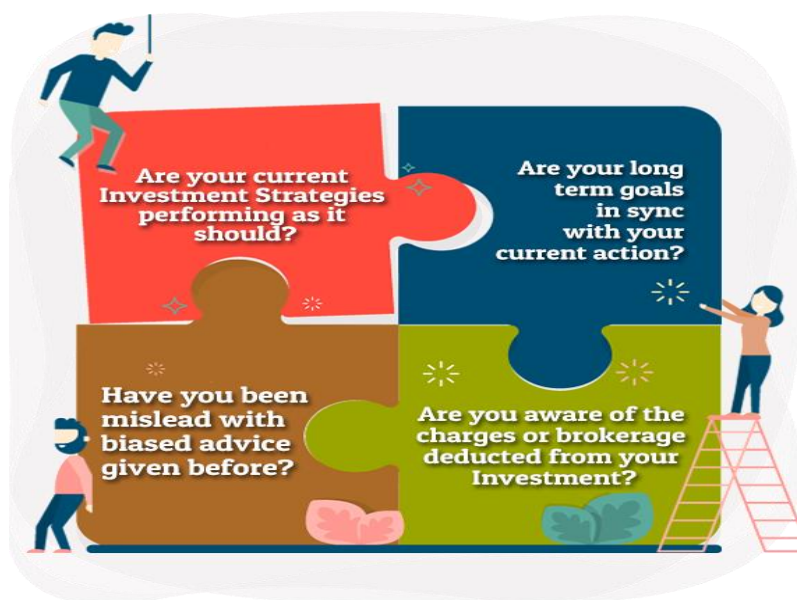 Are your current
Investment Strategies
performing as it
should?
Are your long
term goals
in sync
with your
current action?
Have you been
mislead with
biased advice
given before?
Are you aware of the
charges or brokerage
deducted from your
Investment?